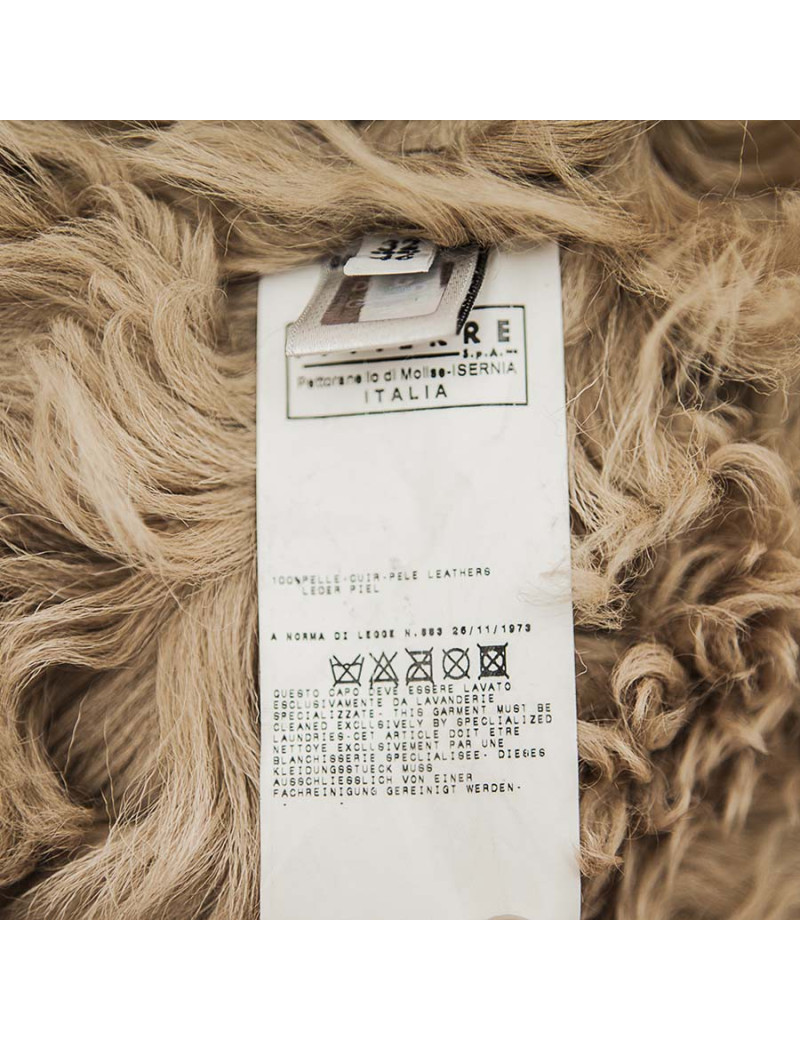 S.p.A.
Pettoranello di Molise-ISERNIA
ITALIA
100%PELLE-CUIR-PELE LEATHERS
LEDER PIEL
A NORMA DI LEGGE N.883 26/11/1973
QUESTO CAPO DEVE ESSERE LAVATO
ESCLUSIVAMENTE DA LAVANDERIE
SPECIALIZZATE- THIS GARMENT MUST BE
CLEANED EXCLUSIVELY BY SPECIALIZED
LAUNDRIES-CET ARTICLE DOIT ETRE
NETTOYE EXCLUSIVEMENT PAR UNE
BLANCHISSERIE SPECIALISEE- DIESES
KLEIDUNGSSTUECK MUSS
AUSSCHLIESSLICH VON EINER
FACHREINIGUNG GEREINIGT WERDEN-